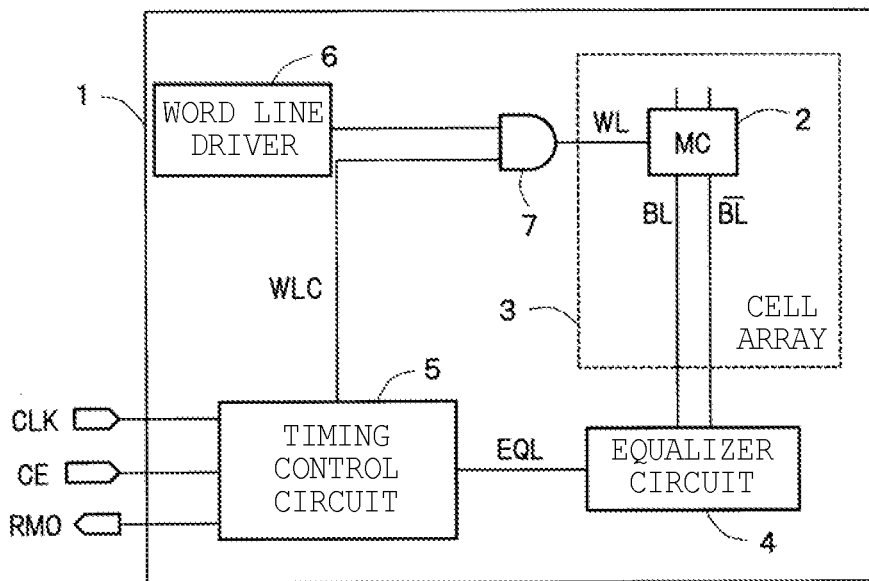 6
1
WORD LINE
DRIVER
WL
MC
2
7
BL
B̅L̅
WLC
3
CELL
ARRAY
5
CLK
CE
RMO
TIMING
CONTROL
CIRCUIT
EQL
EQUALIZER
CIRCUIT
4